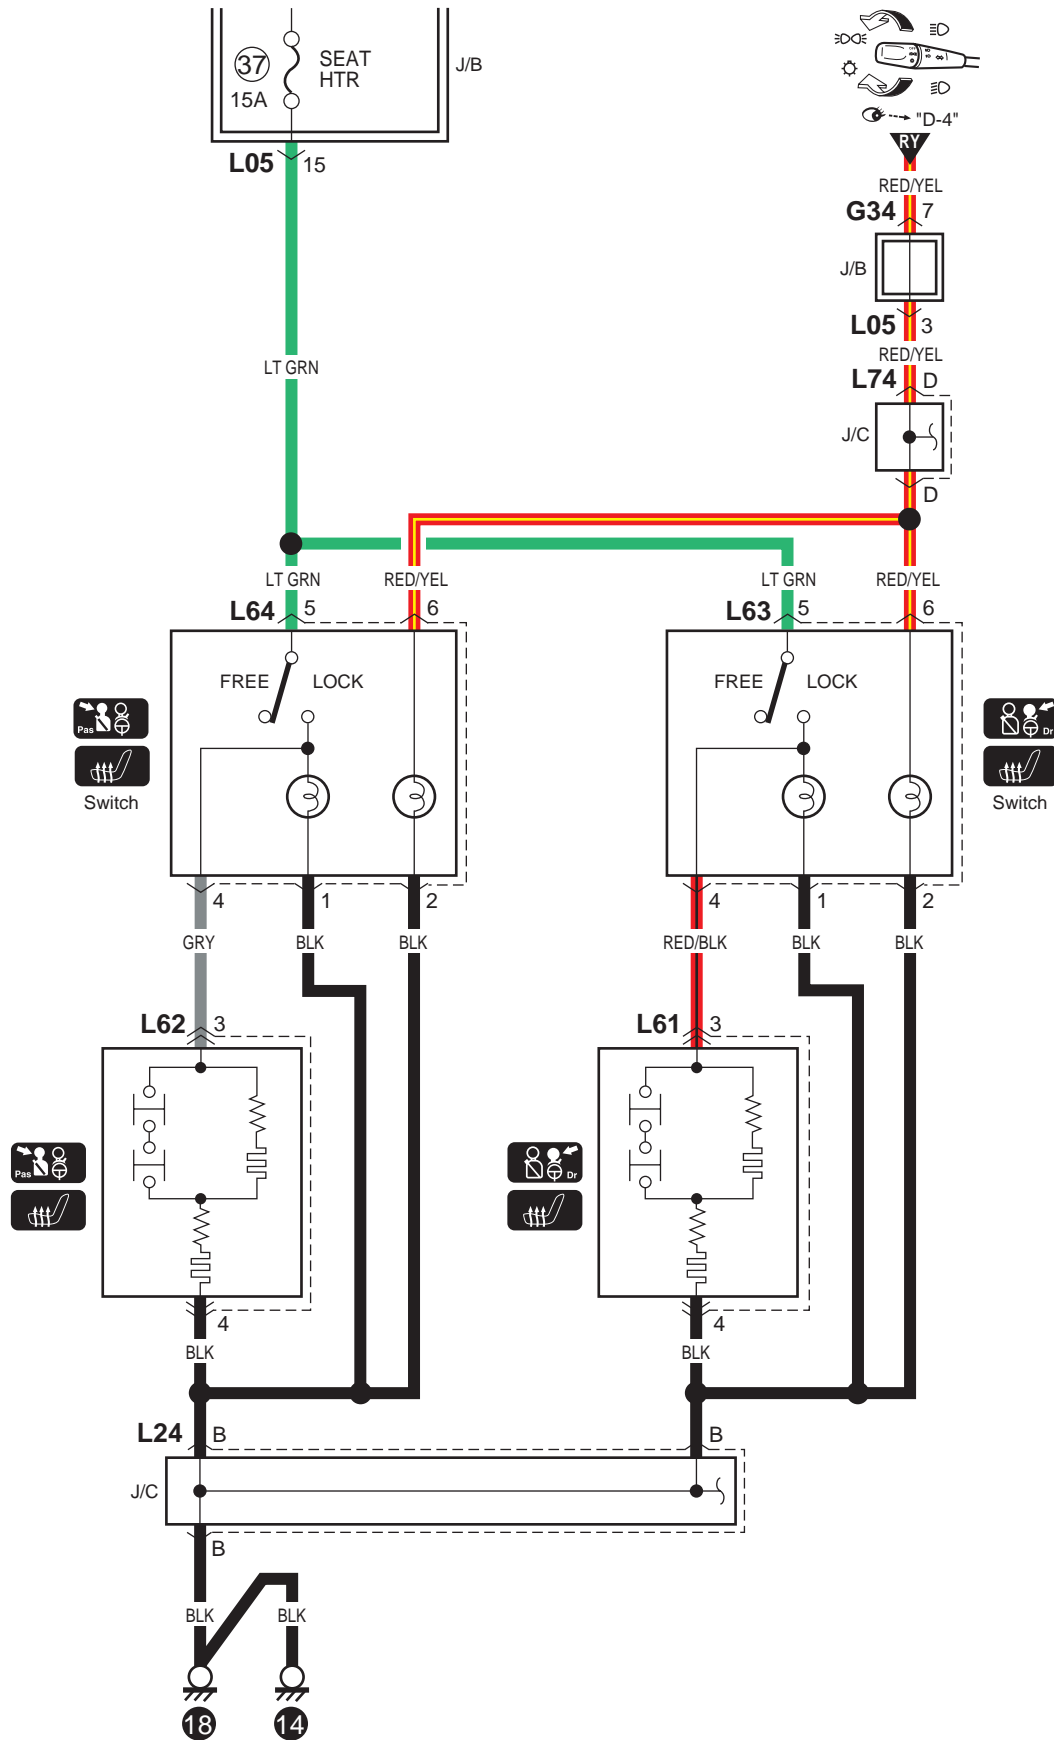 37
SEAT
HTR
15A
J/B
L05 15
"D-4"
RY
RED/YEL
G34 7
J/B
L05 3
RED/YEL
LT GRN
L74 D
J/C
D
LT GRN RED/YEL LT GRN RED/YEL
L64 5 6 L63 5 6
FREE LOCK FREE LOCK
Pas Dr
Switch Switch
4 1 2 4 1 2
GRY BLK BLK RED/BLK BLK BLK
L62 3 L61 3
Pas Dr
4 4
BLK BLK
L24 B B
J/C
B
BLK BLK
18 14